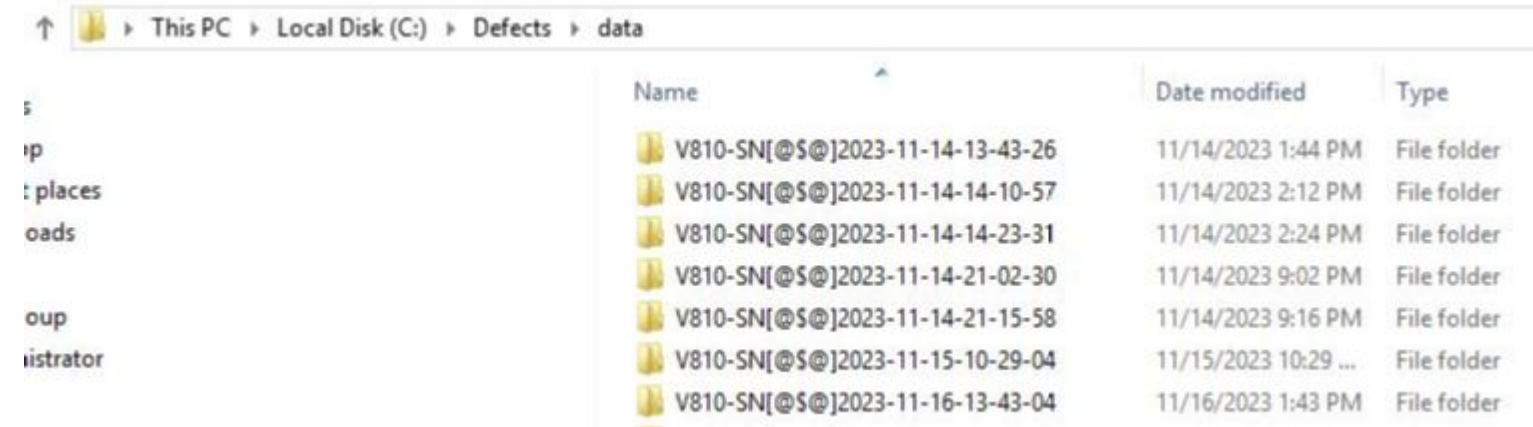 This PC Local Disk (C:) Defects data
Name Date modified Type
s
op V810-SN[@$@]2023-11-14-13-43-26 11/14/2023 1:44 PM File folder
t places V810-SN[@$@]2023-11-14-14-10-57 11/14/2023 2:12 PM File folder
oads V810-SN[@$@]2023-11-14-14-23-31 11/14/2023 2:24 PM File folder
V810-SN[@$@]2023-11-14-21-02-30 11/14/2023 9:02 PM File folder
oup V810-SN[@$@]2023-11-14-21-15-58 11/14/2023 9:16 PM File folder
istrator V810-SN[@$@]2023-11-15-10-29-04 11/15/2023 10:29 ... File folder
V810-SN[@$@]2023-11-16-13-43-04 11/16/2023 1:43 PM File folder